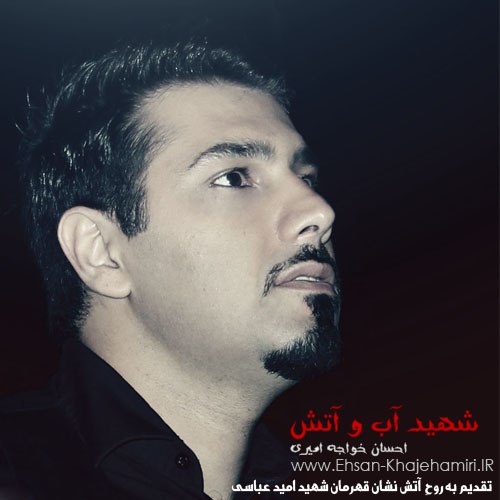 شهید آب و آتش
احسان خواجه امیری
www.Ehsan-Khajehamiri.IR
تقدیم به روح آتش نشان قهرمان شهید امید عباسی